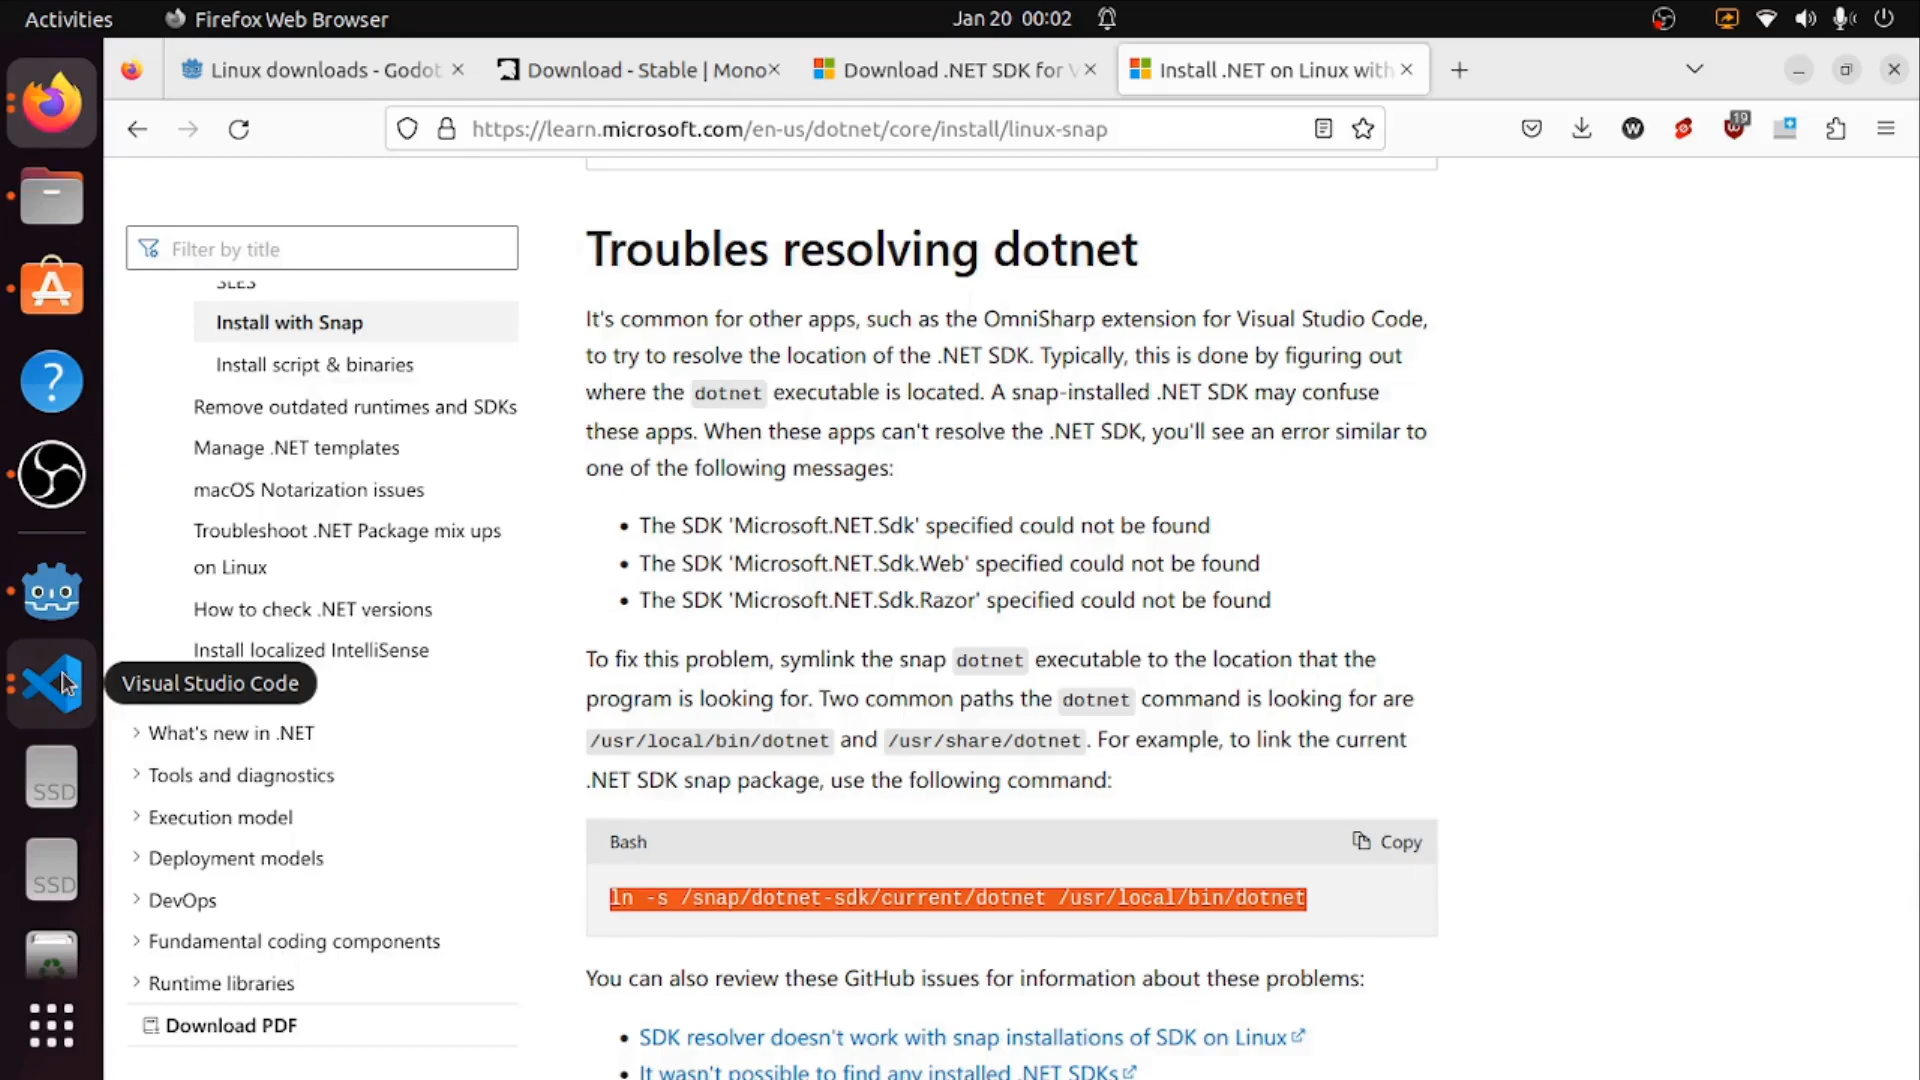 Activities
Firefox Web Browser
Jan 20 00:02
Linux downloads - Godot
Download - Stable | Mono
Download .NET SDK for V
Install .NET on Linux with
https://learn.microsoft.com/en-us/dotnet/core/install/linux-snap
19
Filter by title
SLES
Install with Snap
Install script & binaries
Remove outdated runtimes and SDKs
Manage .NET templates
macOS Notarization issues
Troubleshoot .NET Package mix ups
on Linux
How to check .NET versions
Install localized IntelliSense
Visual Studio Code
What's new in .NET
Tools and diagnostics
Execution model
Deployment models
DevOps
Fundamental coding components
Runtime libraries
Download PDF
SSD
SSD
Troubles resolving dotnet
It's common for other apps, such as the OmniSharp extension for Visual Studio Code,
to try to resolve the location of the .NET SDK. Typically, this is done by figuring out
where the dotnet executable is located. A snap-installed .NET SDK may confuse
these apps. When these apps can't resolve the .NET SDK, you'll see an error similar to
one of the following messages:
• The SDK 'Microsoft.NET.Sdk' specified could not be found
• The SDK 'Microsoft.NET.Sdk.Web' specified could not be found
• The SDK 'Microsoft.NET.Sdk.Razor' specified could not be found
To fix this problem, symlink the snap dotnet executable to the location that the
program is looking for. Two common paths the dotnet command is looking for are
/usr/local/bin/dotnet and /usr/share/dotnet. For example, to link the current
.NET SDK snap package, use the following command:
Bash
Copy
ln -s /snap/dotnet-sdk/current/dotnet /usr/local/bin/dotnet
You can also review these GitHub issues for information about these problems:
• SDK resolver doesn't work with snap installations of SDK on Linux
• It wasn't possible to find any installed .NET SDKs